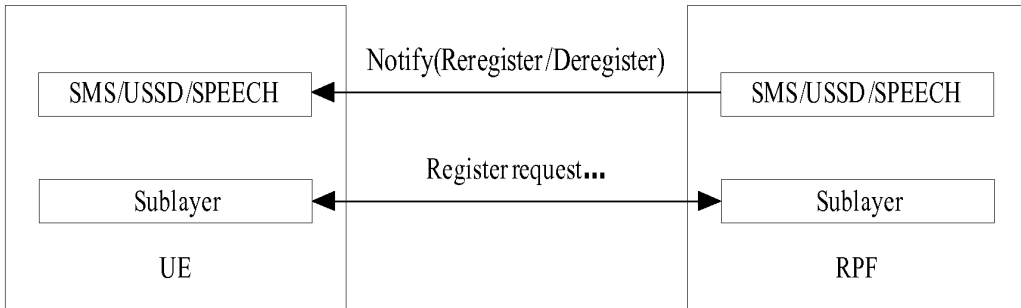 Notify(Reregister/Deregister)
SMS/USSD/SPEECH
SMS/USSD/SPEECH
Register request...
Sublayer
Sublayer
UE
RPF